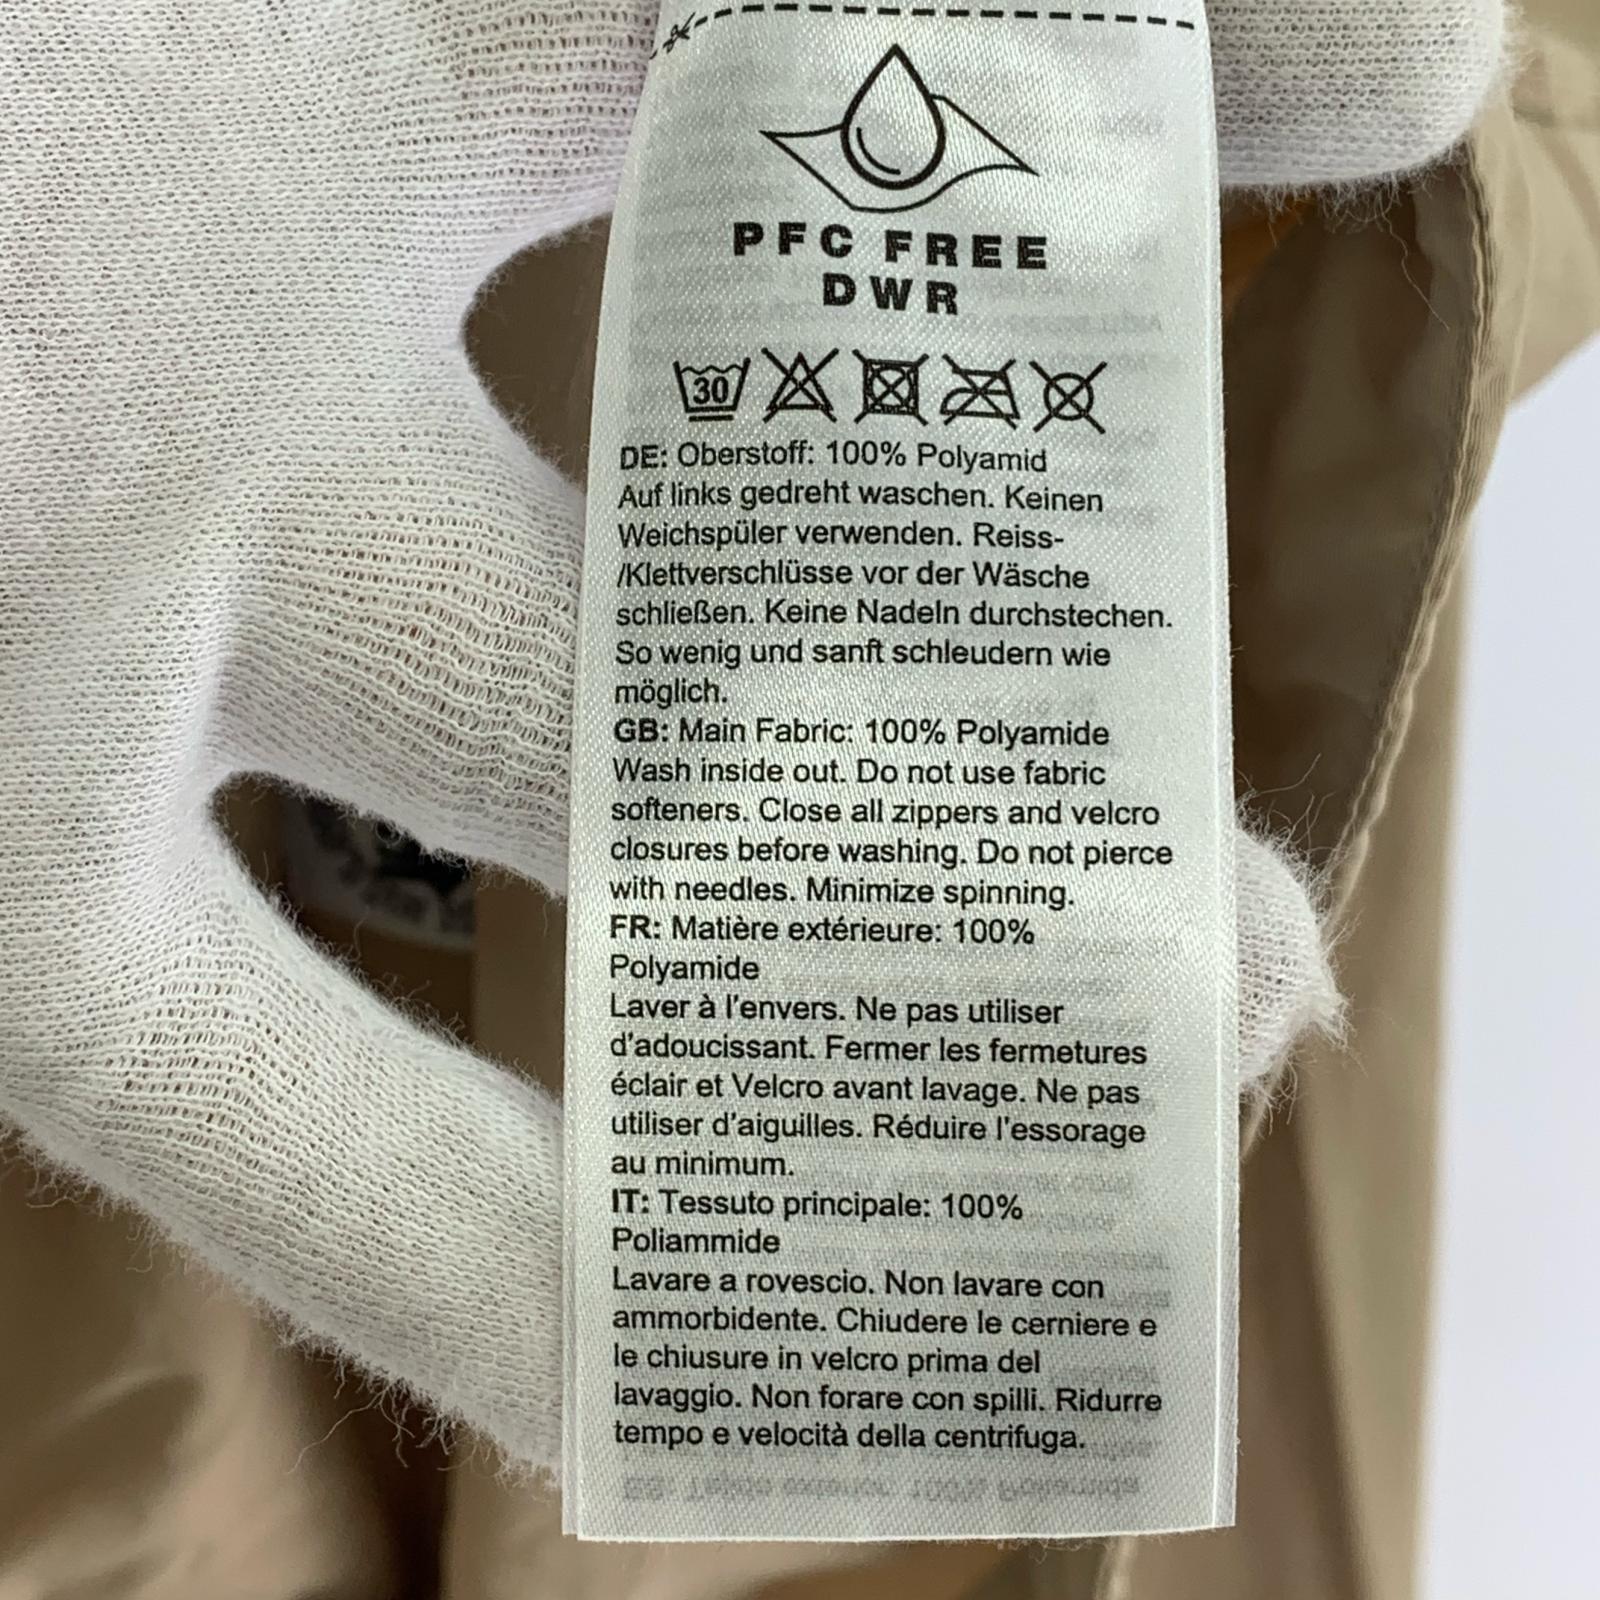 PFC FREE
DWR
30
DE: Oberstoff: 100% Polyamid
Auf links gedreht waschen. Keinen
Weichspüler verwenden. Reiss-
/Klettverschlüsse vor der Wäsche
schließen. Keine Nadeln durchstechen.
So wenig und sanft schleudern wie
möglich.
GB: Main Fabric: 100% Polyamide
Wash inside out. Do not use fabric
softeners. Close all zippers and velcro
closures before washing. Do not pierce
with needles. Minimize spinning.
FR: Matière extérieure: 100%
Polyamide
Laver à l'envers. Ne pas utiliser
d'adoucissant. Fermer les fermetures
éclair et Velcro avant lavage. Ne pas
utiliser d'aiguilles. Réduire l'essorage
au minimum.
IT: Tessuto principale: 100%
Poliammide
Lavare a rovescio. Non lavare con
ammorbidente. Chiudere le cerniere e
le chiusure in velcro prima del
lavaggio. Non forare con spilli. Ridurre
tempo e velocità della centrifuga.